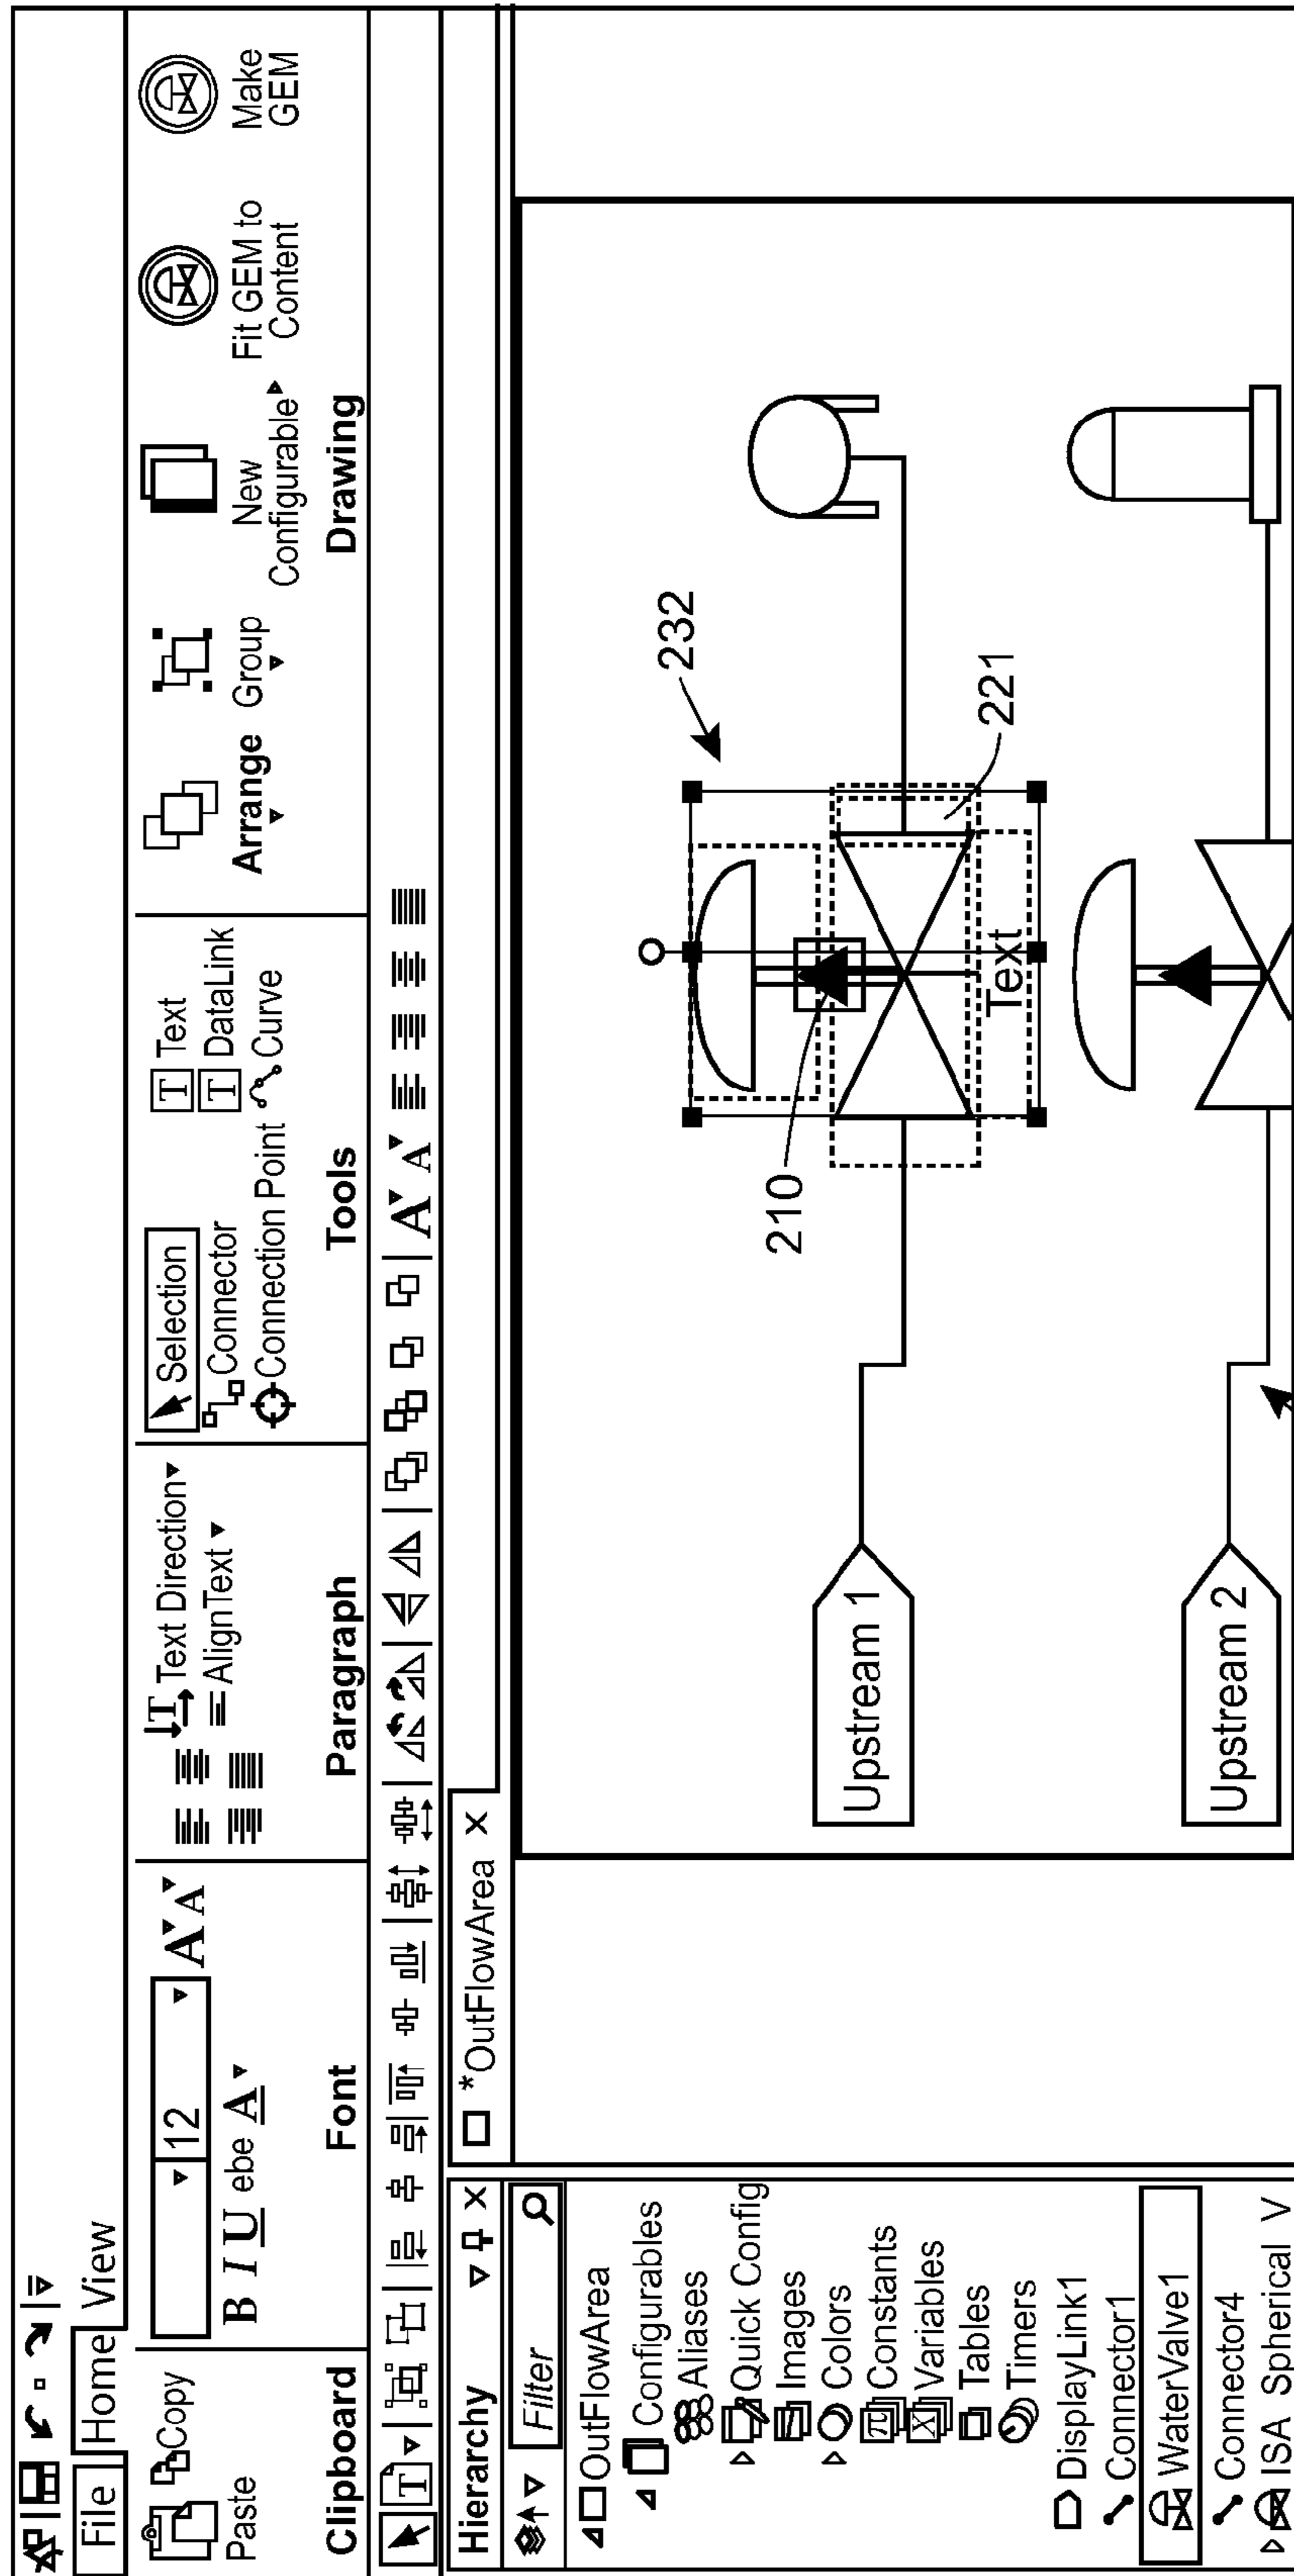 File Home View
Paste Copy
Clipboard
12 A A
B I U ebe A
Font
T Text Direction
AlignText
Paragraph
Selection
Connector
Connection Point
T Text
T DataLink
Curve
Tools
Arrange
Group
New
Configurable
Fit GEM to
Content
Make
GEM
Drawing
T
A A
Hierarchy X
Filter
OutFlowArea
Configurables
Aliases
Quick Config
Images
Colors
π Constants
X Variables
Tables
Timers
DisplayLink1
Connector1
WaterValve1
Connector4
ISA Spherical V
*OutFlowArea X
232
210
221
Text
Upstream 1
Upstream 2